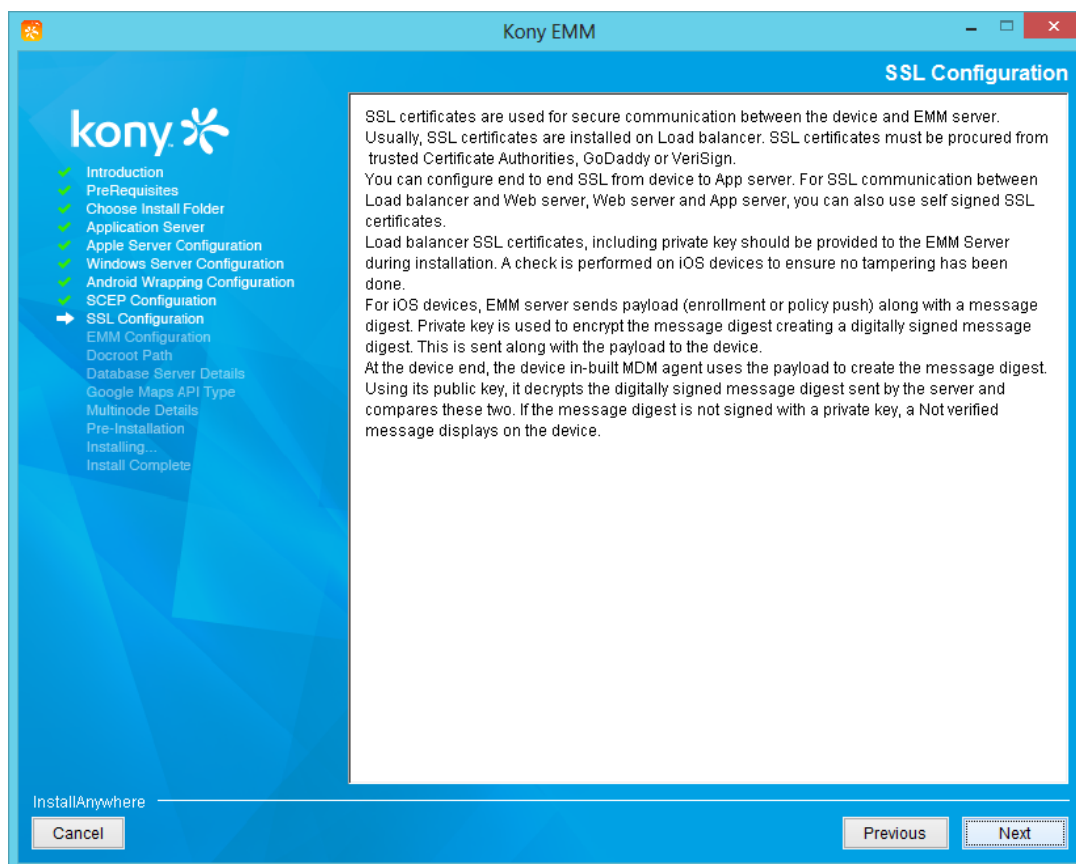 Kony EMM
SSL Configuration
kony
Introduction
PreRequisites
Choose Install Folder
Application Server
Apple Server Configuration
Windows Server Configuration
Android Wrapping Configuration
SCEP Configuration
SSL Configuration
EMM Configuration
Docroot Path
Database Server Details
Google Maps API Type
Multinode Details
Pre-Installation
Installing...
Install Complete
SSL certificates are used for secure communication between the device and EMM server.
Usually, SSL certificates are installed on Load balancer. SSL certificates must be procured from
trusted Certificate Authorities, GoDaddy or VeriSign.
You can configure end to end SSL from device to App server. For SSL communication between
Load balancer and Web server, Web server and App server, you can also use self signed SSL
certificates.
Load balancer SSL certificates, including private key should be provided to the EMM Server
during installation. A check is performed on iOS devices to ensure no tampering has been
done.
For iOS devices, EMM server sends payload (enrollment or policy push) along with a message
digest. Private key is used to encrypt the message digest creating a digitally signed message
digest. This is sent along with the payload to the device.
At the device end, the device in-built MDM agent uses the payload to create the message digest.
Using its public key, it decrypts the digitally signed message digest sent by the server and
compares these two. If the message digest is not signed with a private key, a Not verified
message displays on the device.
InstallAnywhere
Cancel
Previous
Next